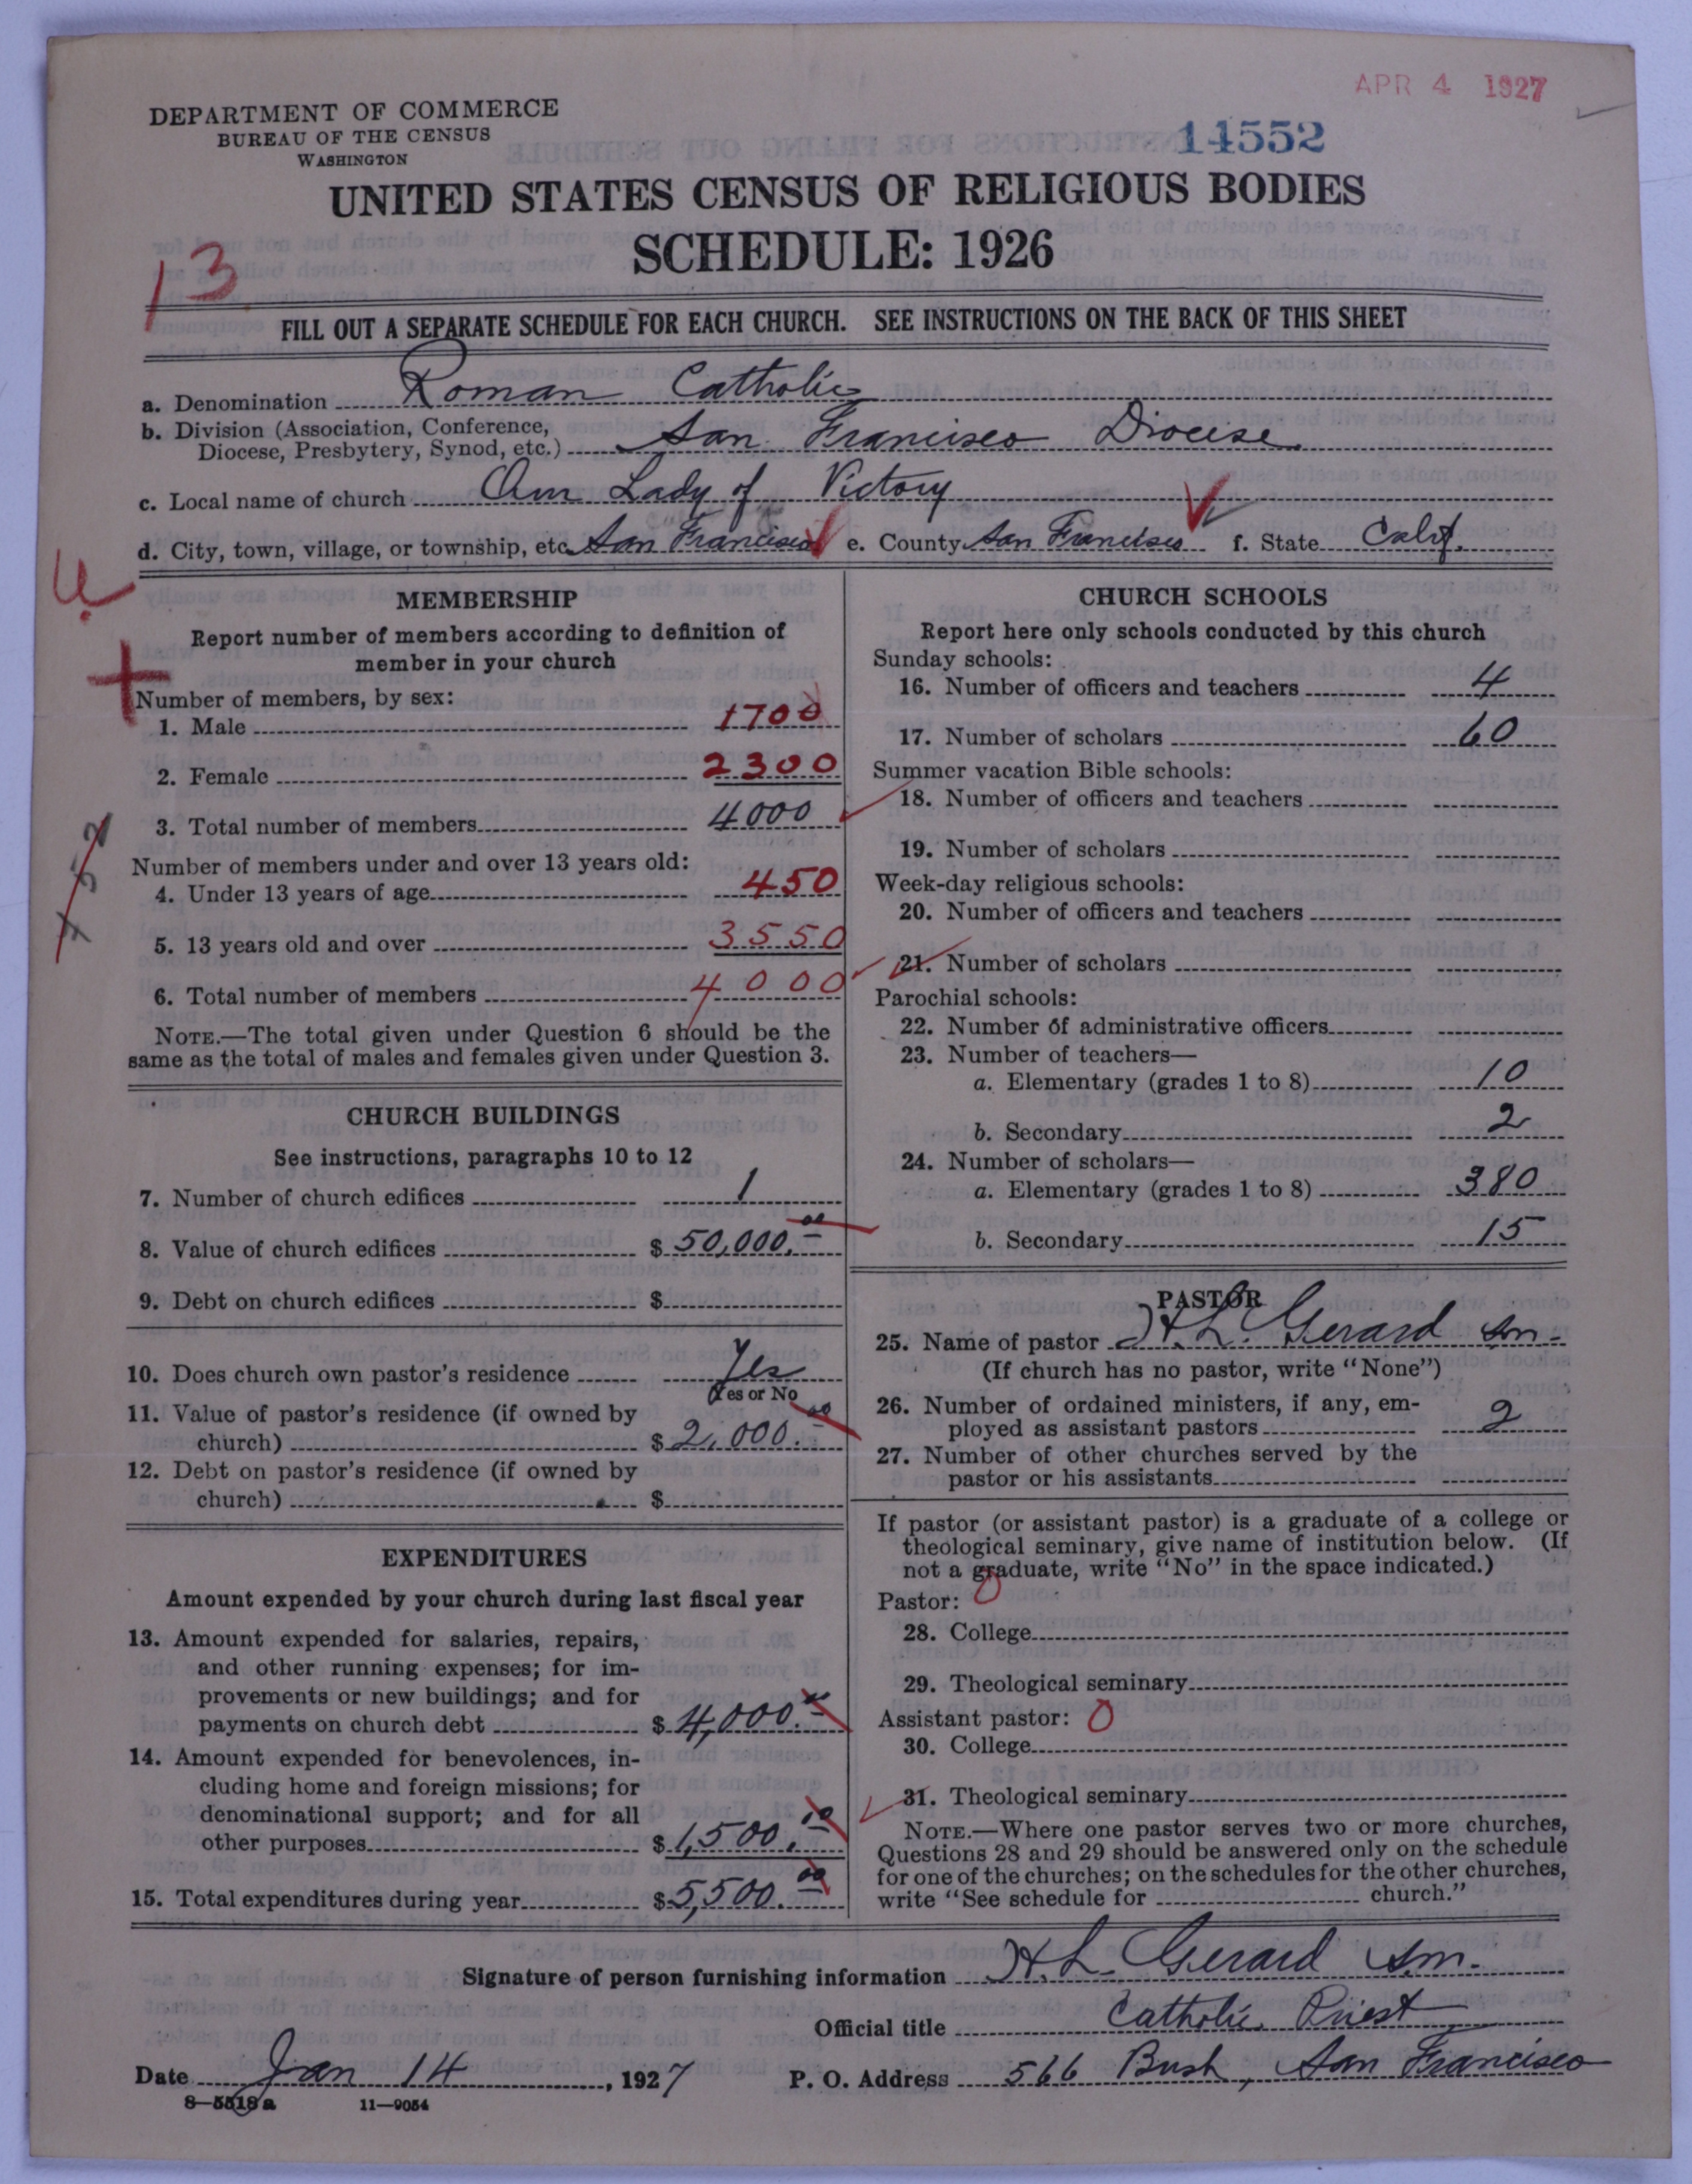 APR 4 1927
DEPARTMENT OF COMMERCE
BUREAU OF THE CENSUS
WASHINGTON
14552
UNITED STATES CENSUS OF RELIGIOUS BODIES
SCHEDULE: 1926
13
FILL OUT A SEPARATE SCHEDULE FOR EACH CHURCH. SEE INSTRUCTIONS ON THE BACK OF THIS SHEET
a. Denomination Roman Catholic
b. Division (Association, Conference,
Diocese, Presbytery, Synod, etc.) San Francisco Diocese
c. Local name of church Our Lady of Victory
d. City, town, village, or township, etc. San Francisco e. County San Francisco f. State Calif.
MEMBERSHIP
Report number of members according to definition of
member in your church
Number of members, by sex:
1. Male 1700
2. Female 2300
3. Total number of members 4000
Number of members under and over 13 years old:
4. Under 13 years of age 450
5. 13 years old and over 3550
6. Total number of members 4000
NOTE.—The total given under Question 6 should be the
same as the total of males and females given under Question 3.
CHURCH BUILDINGS
See instructions, paragraphs 10 to 12
7. Number of church edifices 1
8. Value of church edifices $ 50,000.00
9. Debt on church edifices $
10. Does church own pastor's residence Yes
(Yes or No
11. Value of pastor's residence (if owned by
church) $ 2,000.00
12. Debt on pastor's residence (if owned by
church) $
EXPENDITURES
Amount expended by your church during last fiscal year
13. Amount expended for salaries, repairs,
and other running expenses; for im-
provements or new buildings; and for
payments on church debt $ 4,000.00
14. Amount expended for benevolences, in-
cluding home and foreign missions; for
denominational support; and for all
other purposes $ 1,500.00
15. Total expenditures during year $ 5,500.00
CHURCH SCHOOLS
Report here only schools conducted by this church
Sunday schools:
16. Number of officers and teachers 4
17. Number of scholars 60
Summer vacation Bible schools:
18. Number of officers and teachers
19. Number of scholars
Week-day religious schools:
20. Number of officers and teachers
21. Number of scholars
Parochial schools:
22. Number of administrative officers
23. Number of teachers—
a. Elementary (grades 1 to 8) 10
b. Secondary 2
24. Number of scholars—
a. Elementary (grades 1 to 8) 380
b. Secondary 15
PASTOR
25. Name of pastor H. L. Gerard sm.
(If church has no pastor, write "None")
26. Number of ordained ministers, if any, em-
ployed as assistant pastors 2
27. Number of other churches served by the
pastor or his assistants
If pastor (or assistant pastor) is a graduate of a college or
theological seminary, give name of institution below. (If
not a graduate, write "No" in the space indicated.)
Pastor: 0
28. College
29. Theological seminary
Assistant pastor: 0
30. College
31. Theological seminary
NOTE.—Where one pastor serves two or more churches,
Questions 28 and 29 should be answered only on the schedule
for one of the churches; on the schedules for the other churches,
write "See schedule for church."
Signature of person furnishing information H. L. Gerard sm.
Official title Catholic Priest
Date Jan 14, 1927 P. O. Address 566 Bush, San Francisco
8—5518a 11—9054